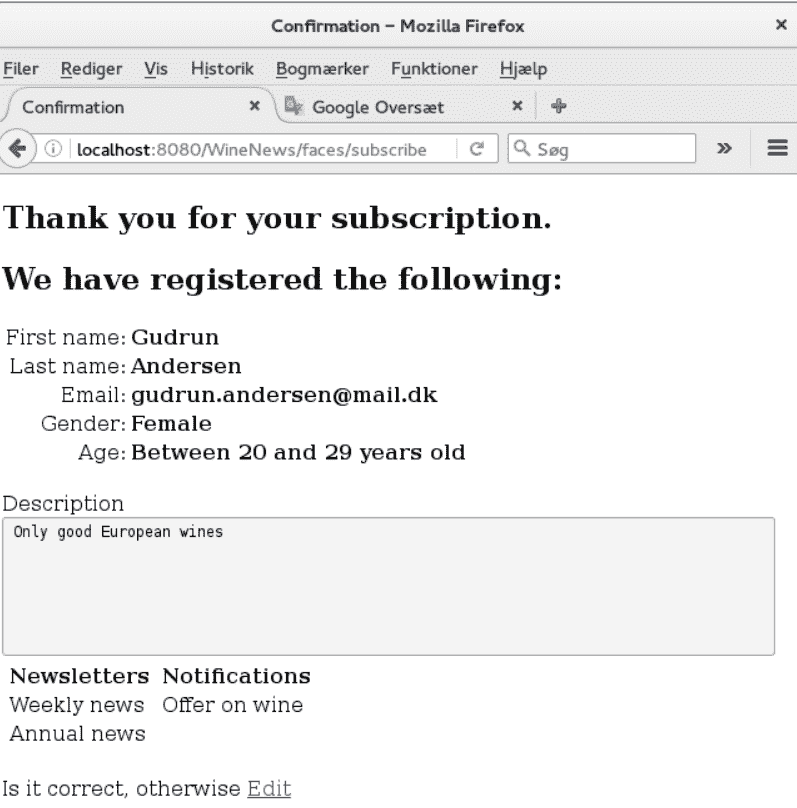 Confirmation – Mozilla Firefox ×
Filer Rediger Vis Historik Bogmærker Funktioner Hjælp
Confirmation × Google Oversæt ×
localhost:8080/WineNews/faces/subscribe Søg »
Thank you for your subscription.
We have registered the following:
First name: Gudrun
Last name: Andersen
Email: gudrun.andersen@mail.dk
Gender: Female
Age: Between 20 and 29 years old
Description
Only good European wines
Newsletters Notifications
Weekly news Offer on wine
Annual news
Is it correct, otherwise Edit